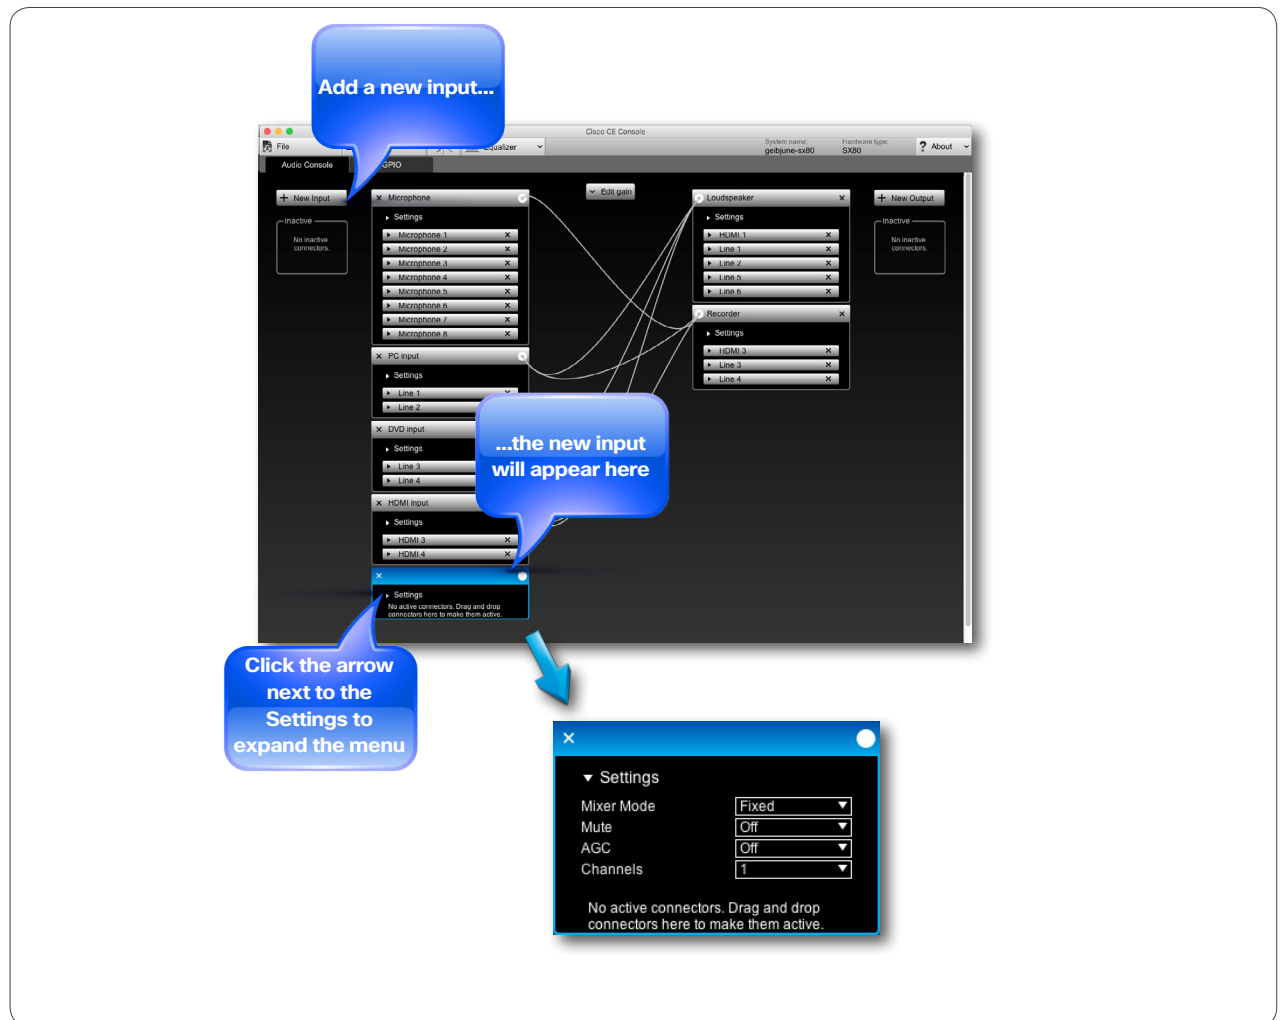 Add a new input...
Cisco CE Console
File
Equalizer
System name:
geibjune-sx80
Hardware type:
SX80
? About
Audio Console
GPIO
+ New Input
Inactive
No inactive
connectors.
× Microphone
Settings
Microphone 1 ×
Microphone 2 ×
Microphone 3 ×
Microphone 4 ×
Microphone 5 ×
Microphone 6 ×
Microphone 7 ×
Microphone 8 ×
× PC input
Settings
Line 1 ×
Line 2
× DVD input
Settings
Line 3
Line 4
× HDMI input
Settings
HDMI 3 ×
HDMI 4 ×
×
Settings
No active connectors. Drag and drop
connectors here to make them active.
Edit gain
Loudspeaker ×
Settings
HDMI 1 ×
Line 1 ×
Line 2 ×
Line 5 ×
Line 6 ×
Recorder ×
Settings
HDMI 3 ×
Line 3 ×
Line 4 ×
+ New Output
Inactive
No inactive
connectors.
...the new input
will appear here
Click the arrow
next to the
Settings to
expand the menu
×
Settings
Mixer Mode Fixed
Mute Off
AGC Off
Channels 1
No active connectors. Drag and drop
connectors here to make them active.